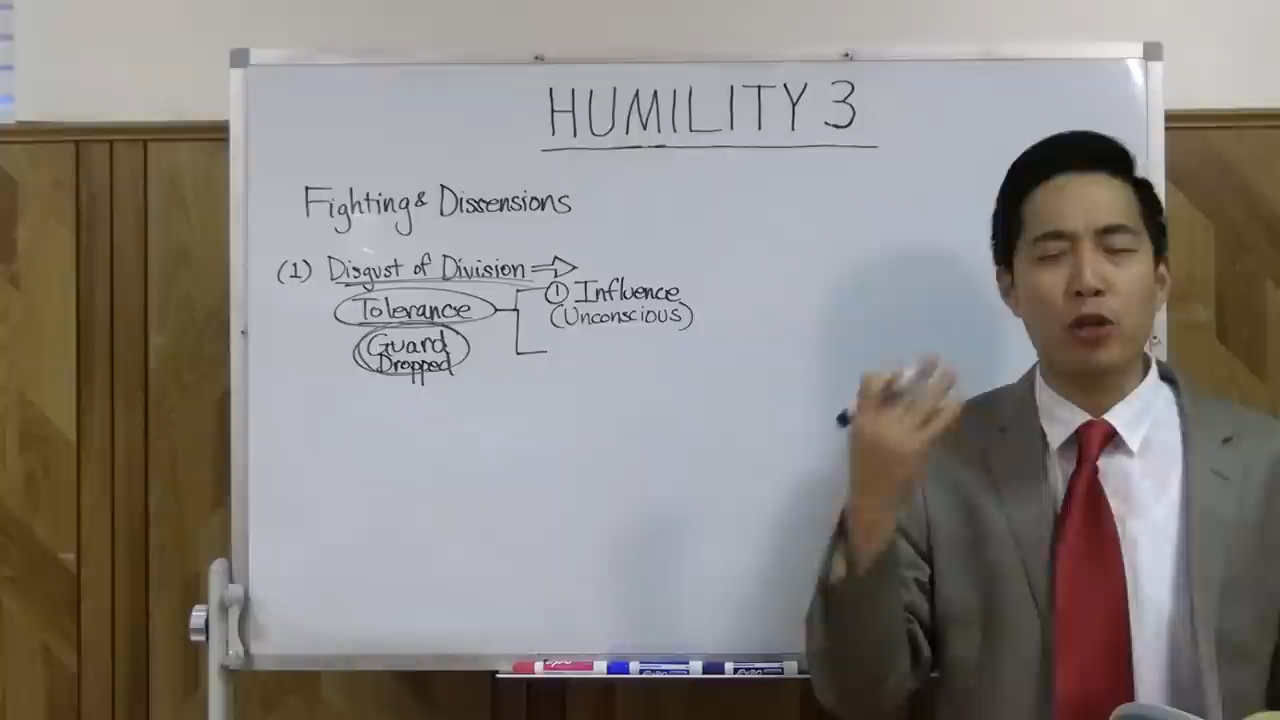 HUMILITY 3
Fighting & Dissensions
(1) Disgust of Division ⇒
Tolerance
① Influence
(Unconscious)
Guard
Dropped